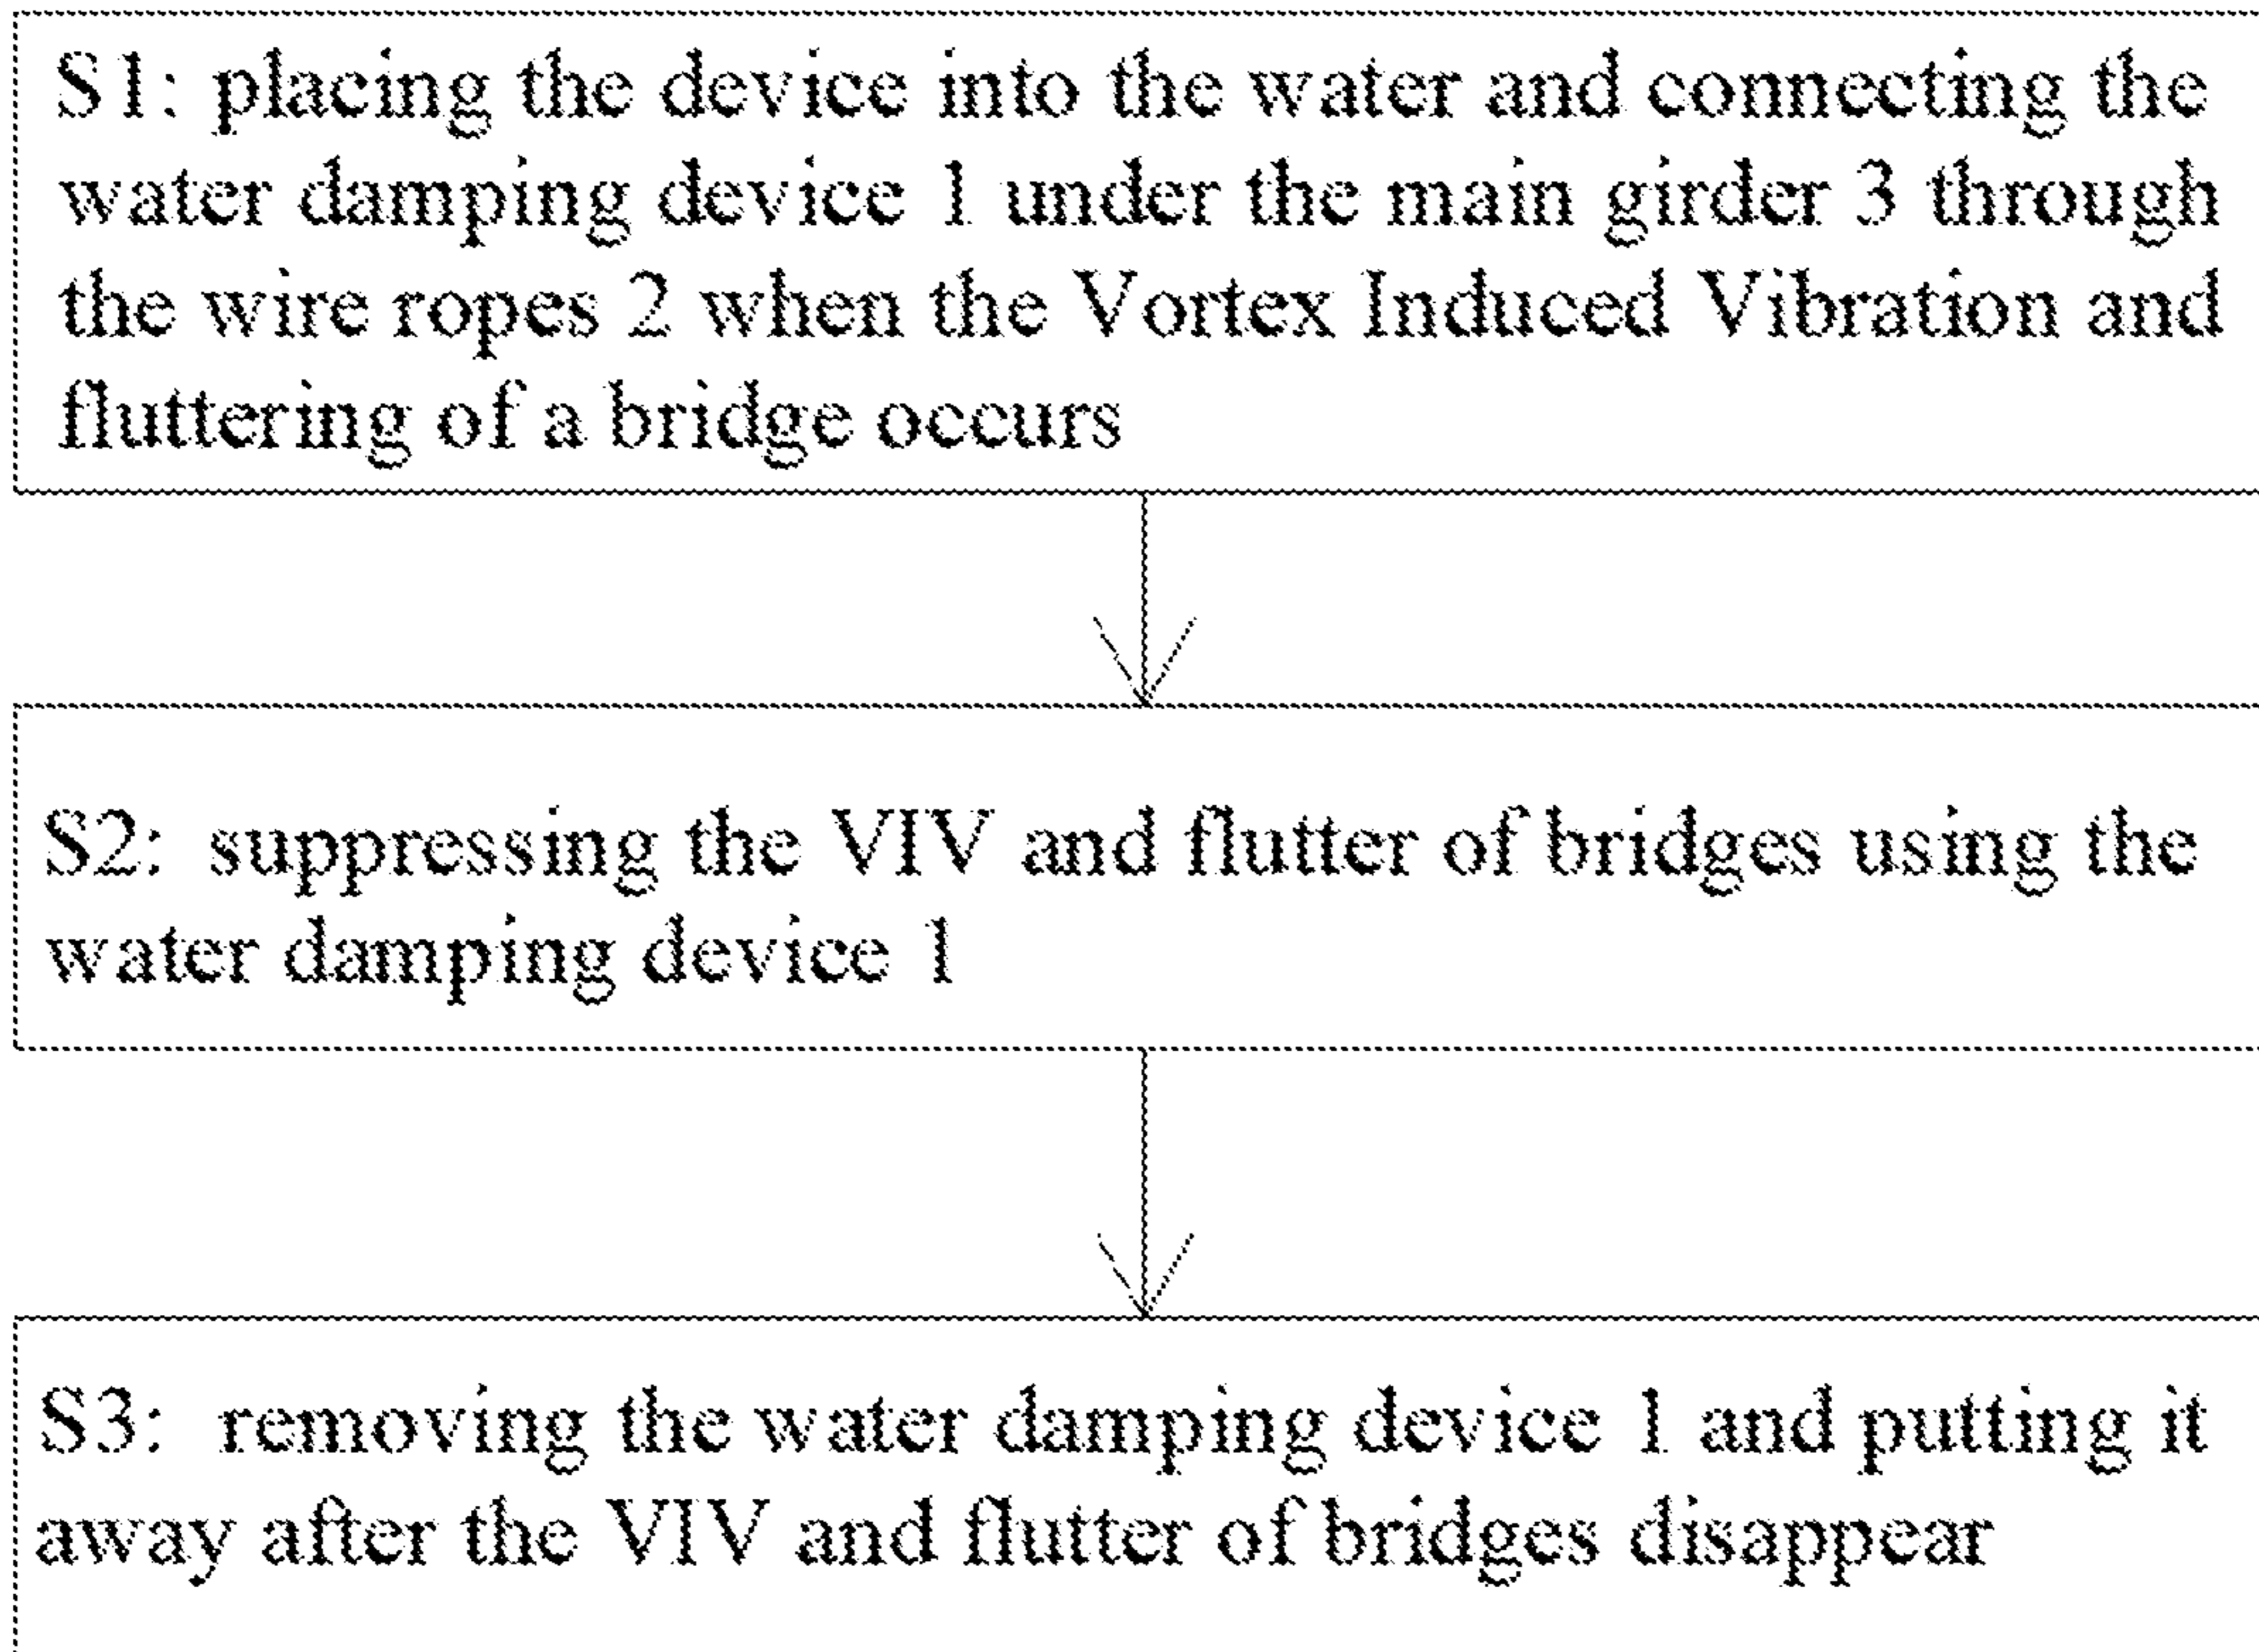 S1: placing the device into the water and connecting the
water damping device 1 under the main girder 3 through
the wire ropes 2 when the Vortex Induced Vibration and
fluttering of a bridge occurs
S2: suppressing the VIV and flutter of bridges using the
water damping device 1
S3: removing the water damping device 1 and putting it
away after the VIV and flutter of bridges disappear